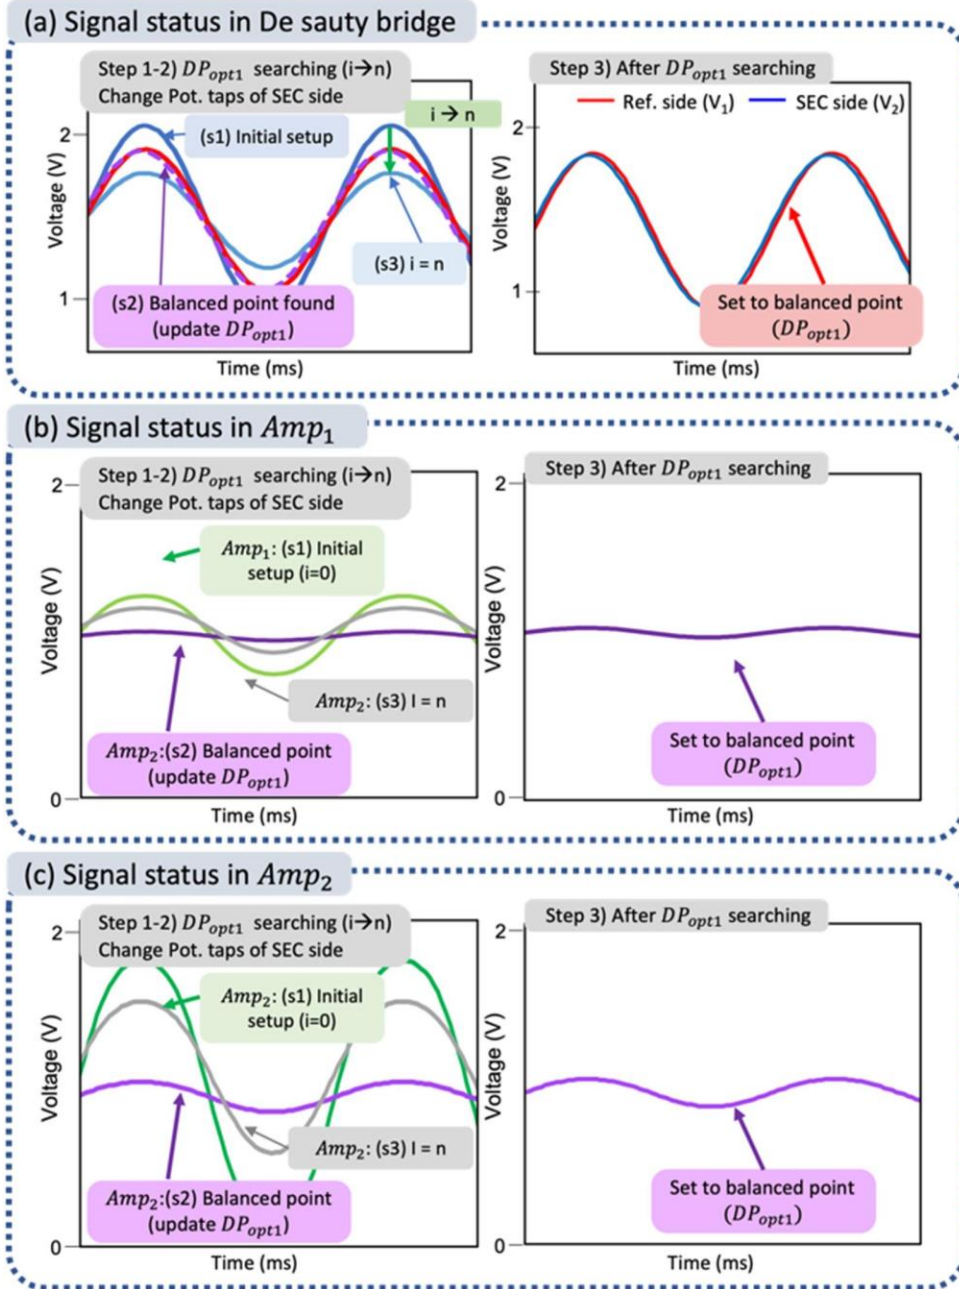 (a) Signal status in De sauty bridge
Step 1-2) DPopt1 searching (i→n)
Change Pot. taps of SEC side
i → n
(s1) Initial setup
(s3) i = n
(s2) Balanced point found
(update DPopt1)
2
1
Voltage (V)
Time (ms)
Step 3) After DPopt1 searching
Ref. side (V1)
SEC side (V2)
Set to balanced point
(DPopt1)
2
1
Voltage (V)
Time (ms)
(b) Signal status in Amp1
Step 1-2) DPopt1 searching (i→n)
Change Pot. taps of SEC side
Amp1: (s1) Initial
setup (i=0)
Amp2: (s3) I = n
Amp2:(s2) Balanced point
(update DPopt1)
2
0
Voltage (V)
Time (ms)
Step 3) After DPopt1 searching
Set to balanced point
(DPopt1)
2
0
Voltage (V)
Time (ms)
(c) Signal status in Amp2
Step 1-2) DPopt1 searching (i→n)
Change Pot. taps of SEC side
Amp2: (s1) Initial
setup (i=0)
Amp2: (s3) I = n
Amp2:(s2) Balanced point
(update DPopt1)
2
0
Voltage (V)
Time (ms)
Step 3) After DPopt1 searching
Set to balanced point
(DPopt1)
2
0
Voltage (V)
Time (ms)